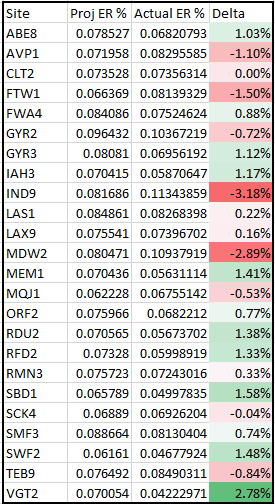 Site Proj ER % Actual ER % Delta
ABE8 0.078527 0.06820793 1.03%
AVP1 0.071958 0.08295585 -1.10%
CLT2 0.073528 0.07356314 0.00%
FTW1 0.066369 0.08139329 -1.50%
FWA4 0.084086 0.07524624 0.88%
GYR2 0.096432 0.10367219 -0.72%
GYR3 0.08081 0.06956192 1.12%
IAH3 0.070415 0.05870647 1.17%
IND9 0.081686 0.11343859 -3.18%
LAS1 0.084861 0.08268398 0.22%
LAX9 0.075541 0.07396702 0.16%
MDW2 0.080471 0.10937919 -2.89%
MEM1 0.070436 0.05631114 1.41%
MQJ1 0.062228 0.06755142 -0.53%
ORF2 0.075966 0.0682212 0.77%
RDU2 0.070565 0.05673702 1.38%
RFD2 0.07328 0.05998919 1.33%
RMN3 0.075723 0.07243016 0.33%
SBD1 0.065789 0.04997835 1.58%
SCK4 0.06889 0.06926204 -0.04%
SMF3 0.088664 0.08130404 0.74%
SWF2 0.06161 0.04677924 1.48%
TEB9 0.076492 0.08490311 -0.84%
VGT2 0.070054 0.04222971 2.78%